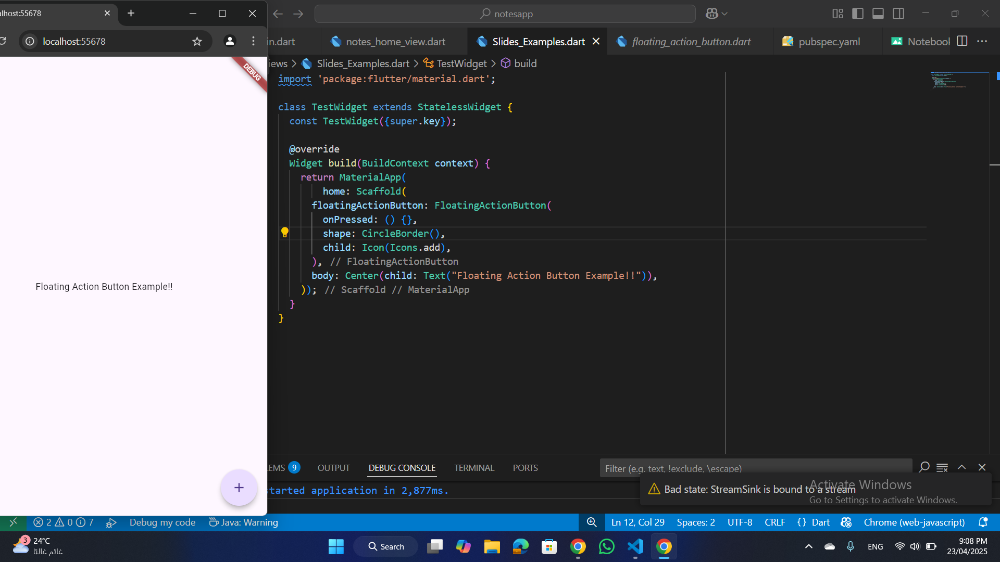 alhost:55678
localhost:55678
DEBUG
Floating Action Button Example!!
notesapp
in.dart
notes_home_view.dart
Slides_Examples.dart
floating_action_button.dart
pubspec.yaml
Notebook
iews > Slides_Examples.dart > TestWidget > build
import 'package:flutter/material.dart';
class TestWidget extends StatelessWidget {
const TestWidget({super.key});
@override
Widget build(BuildContext context) {
return MaterialApp(
home: Scaffold(
floatingActionButton: FloatingActionButton(
onPressed: () {},
shape: CircleBorder(),
child: Icon(Icons.add),
), // FloatingActionButton
body: Center(child: Text("Floating Action Button Example!!")),
)); // Scaffold // MaterialApp
}
}
LEMS 9 OUTPUT DEBUG CONSOLE TERMINAL PORTS
Filter (e.g. text, !exclude, \escape)
started application in 2,877ms.
Bad state: StreamSink is bound to a stream
Activate Windows
Go to Settings to activate Windows.
2 0 7 Debug my code Java: Warning
Ln 12, Col 29 Spaces: 2 UTF-8 CRLF {} Dart Chrome (web-javascript)
3
24°C
غائم غالبًا
Search
ENG
9:08 PM
23/04/2025